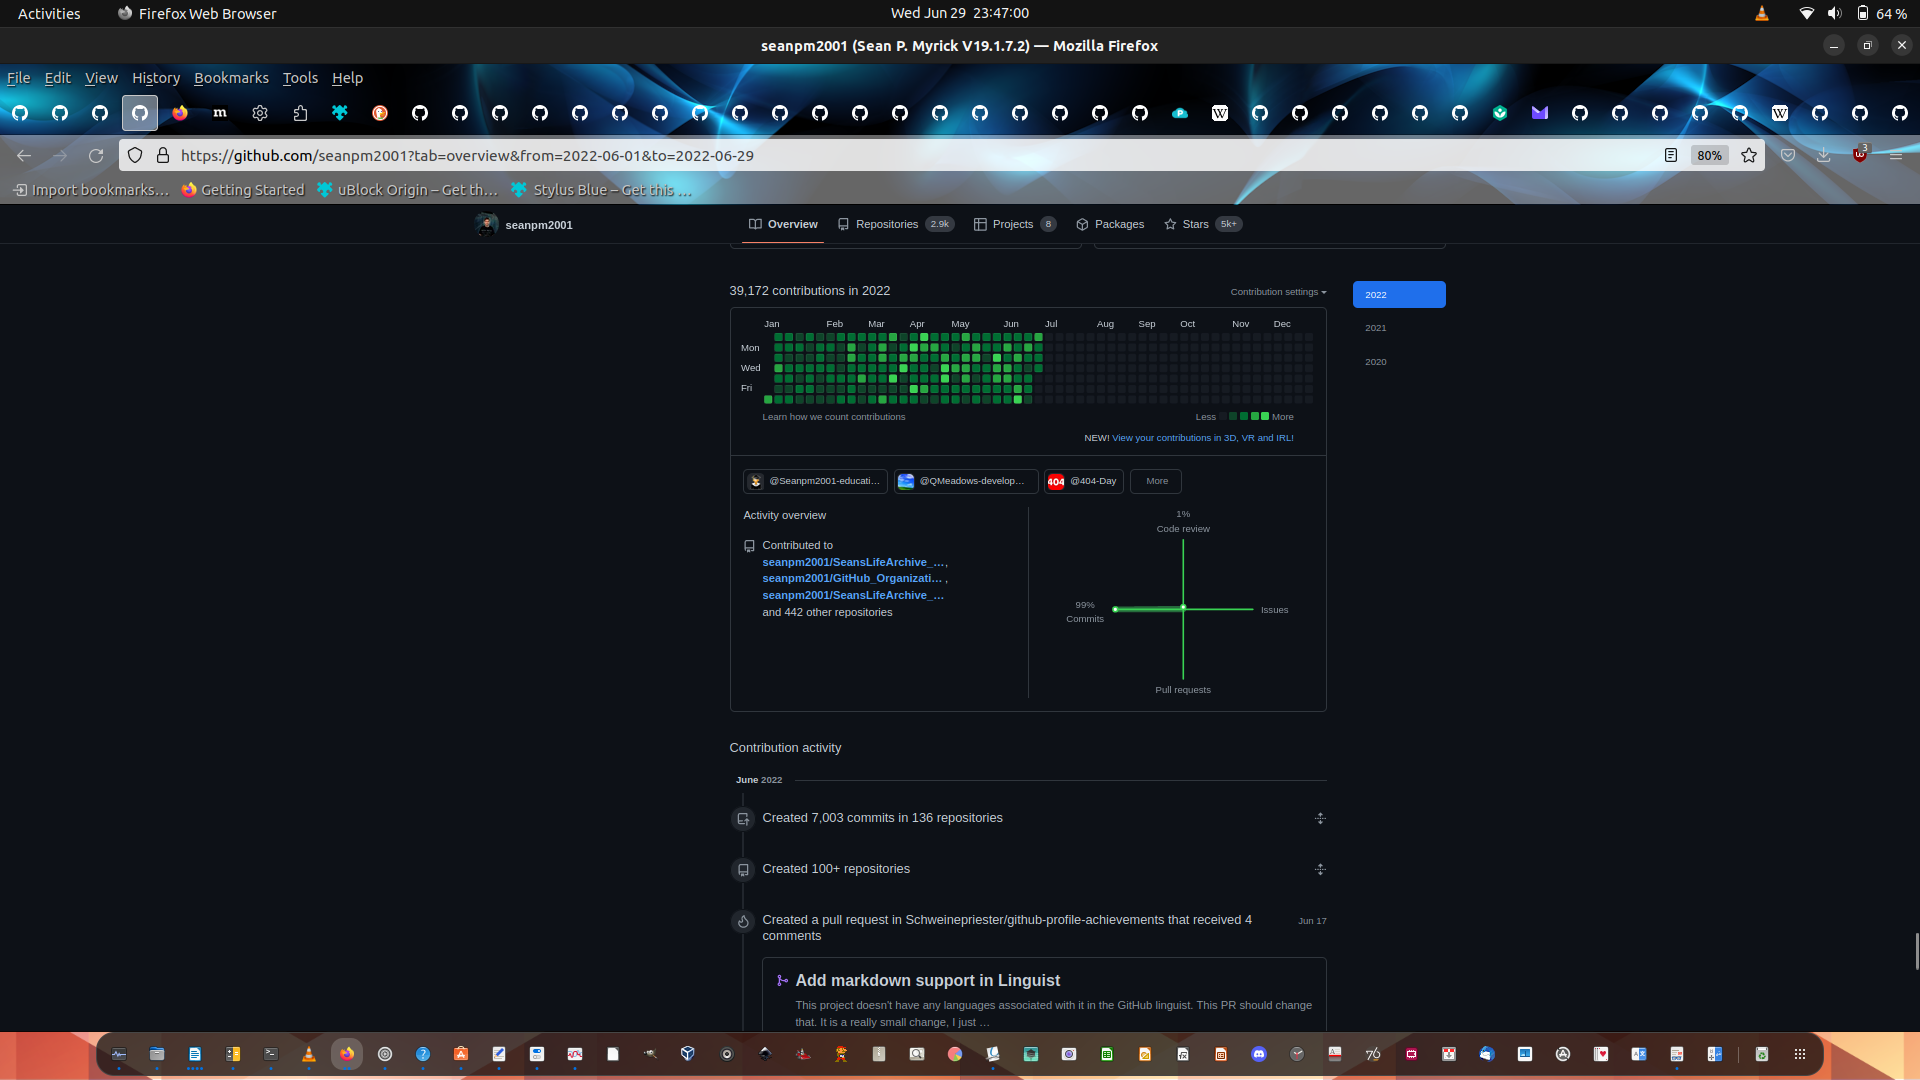 Activities Firefox Web Browser Wed Jun 29 23:47:00 64 %
seanpm2001 (Sean P. Myrick V19.1.7.2) — Mozilla Firefox
File Edit View History Bookmarks Tools Help
https://github.com/seanpm2001?tab=overview&from=2022-06-01&to=2022-06-29 80% 3
Import bookmarks… Getting Started uBlock Origin – Get th… Stylus Blue – Get this …
seanpm2001 Overview Repositories 2.9k Projects 8 Packages Stars 5k+
39,172 contributions in 2022 Contribution settings 2022
Jan Feb Mar Apr May Jun Jul Aug Sep Oct Nov Dec
2021
Mon
2020
Wed
Fri
Learn how we count contributions Less More
NEW! View your contributions in 3D, VR and IRL!
@Seanpm2001-educati… @QMeadows-develop… 404 @404-Day More
Activity overview
Contributed to
seanpm2001/SeansLifeArchive_…,
seanpm2001/GitHub_Organizati… ,
seanpm2001/SeansLifeArchive_…
and 442 other repositories
1%
Code review
99%
Commits
Issues
Pull requests
Contribution activity
June 2022
Created 7,003 commits in 136 repositories
Created 100+ repositories
Created a pull request in Schweinepriester/github-profile-achievements that received 4 Jun 17
comments
Add markdown support in Linguist
This project doesn't have any languages associated with it in the GitHub linguist. This PR should change
that. It is a really small change, I just …